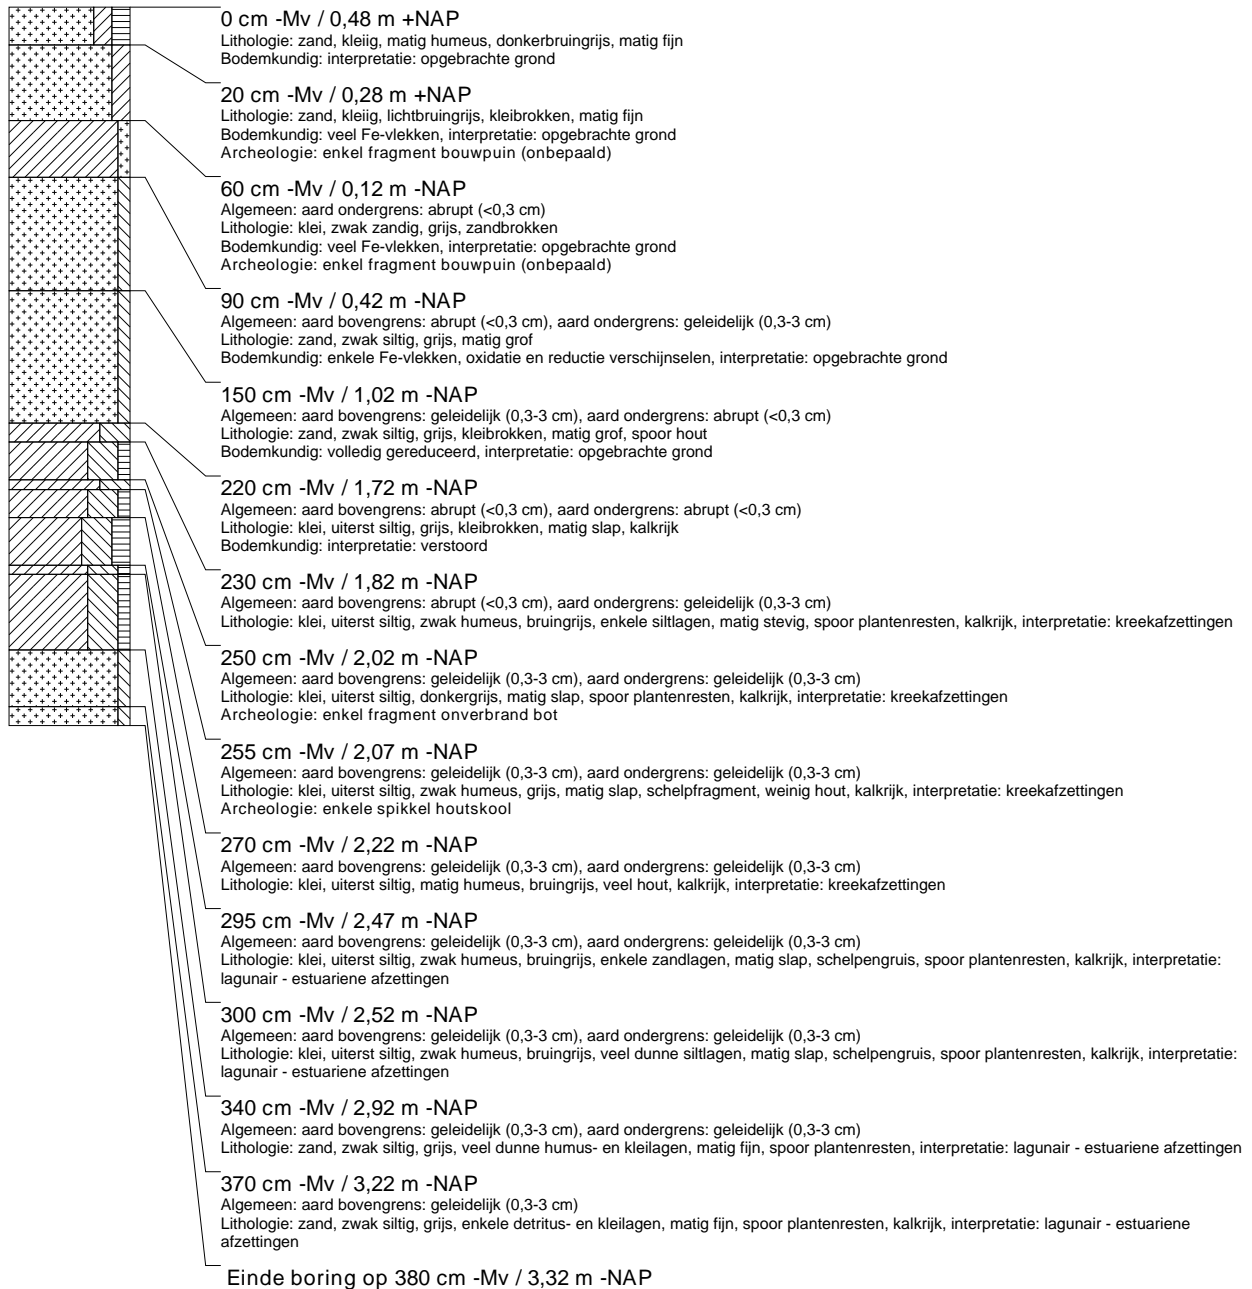 0 cm -Mv / 0,48 m +NAP
Lithologie: zand, kleiig, matig humeus, donkerbruingrijs, matig fijn
Bodemkundig: interpretatie: opgebrachte grond
20 cm -Mv / 0,28 m +NAP
Lithologie: zand, kleiig, lichtbruingrijs, kleibrokken, matig fijn
Bodemkundig: veel Fe-vlekken, interpretatie: opgebrachte grond
Archeologie: enkel fragment bouwpuin (onbepaald)
60 cm -Mv / 0,12 m -NAP
Algemeen: aard ondergrens: abrupt (<0,3 cm)
Lithologie: klei, zwak zandig, grijs, zandbrokken
Bodemkundig: veel Fe-vlekken, interpretatie: opgebrachte grond
Archeologie: enkel fragment bouwpuin (onbepaald)
90 cm -Mv / 0,42 m -NAP
Algemeen: aard bovengrens: abrupt (<0,3 cm), aard ondergrens: geleidelijk (0,3-3 cm)
Lithologie: zand, zwak siltig, grijs, matig grof
Bodemkundig: enkele Fe-vlekken, oxidatie en reductie verschijnselen, interpretatie: opgebrachte grond
150 cm -Mv / 1,02 m -NAP
Algemeen: aard bovengrens: geleidelijk (0,3-3 cm), aard ondergrens: abrupt (<0,3 cm)
Lithologie: zand, zwak siltig, grijs, kleibrokken, matig grof, spoor hout
Bodemkundig: volledig gereduceerd, interpretatie: opgebrachte grond
220 cm -Mv / 1,72 m -NAP
Algemeen: aard bovengrens: abrupt (<0,3 cm), aard ondergrens: abrupt (<0,3 cm)
Lithologie: klei, uiterst siltig, grijs, kleibrokken, matig slap, kalkrijk
Bodemkundig: interpretatie: verstoord
230 cm -Mv / 1,82 m -NAP
Algemeen: aard bovengrens: abrupt (<0,3 cm), aard ondergrens: geleidelijk (0,3-3 cm)
Lithologie: klei, uiterst siltig, zwak humeus, bruingrijs, enkele siltlagen, matig stevig, spoor plantenresten, kalkrijk, interpretatie: kreekafzettingen
250 cm -Mv / 2,02 m -NAP
Algemeen: aard bovengrens: geleidelijk (0,3-3 cm), aard ondergrens: geleidelijk (0,3-3 cm)
Lithologie: klei, uiterst siltig, donkergrijs, matig slap, spoor plantenresten, kalkrijk, interpretatie: kreekafzettingen
Archeologie: enkel fragment onverbrand bot
255 cm -Mv / 2,07 m -NAP
Algemeen: aard bovengrens: geleidelijk (0,3-3 cm), aard ondergrens: geleidelijk (0,3-3 cm)
Lithologie: klei, uiterst siltig, zwak humeus, grijs, matig slap, schelpfragment, weinig hout, kalkrijk, interpretatie: kreekafzettingen
Archeologie: enkele spikkel houtskool
270 cm -Mv / 2,22 m -NAP
Algemeen: aard bovengrens: geleidelijk (0,3-3 cm), aard ondergrens: geleidelijk (0,3-3 cm)
Lithologie: klei, uiterst siltig, matig humeus, bruingrijs, veel hout, kalkrijk, interpretatie: kreekafzettingen
295 cm -Mv / 2,47 m -NAP
Algemeen: aard bovengrens: geleidelijk (0,3-3 cm), aard ondergrens: geleidelijk (0,3-3 cm)
Lithologie: klei, uiterst siltig, zwak humeus, bruingrijs, enkele zandlagen, matig slap, schelpengruis, spoor plantenresten, kalkrijk, interpretatie:
lagunair - estuariene afzettingen
300 cm -Mv / 2,52 m -NAP
Algemeen: aard bovengrens: geleidelijk (0,3-3 cm), aard ondergrens: geleidelijk (0,3-3 cm)
Lithologie: klei, uiterst siltig, zwak humeus, bruingrijs, veel dunne siltlagen, matig slap, schelpengruis, spoor plantenresten, kalkrijk, interpretatie:
lagunair - estuariene afzettingen
340 cm -Mv / 2,92 m -NAP
Algemeen: aard bovengrens: geleidelijk (0,3-3 cm), aard ondergrens: geleidelijk (0,3-3 cm)
Lithologie: zand, zwak siltig, grijs, veel dunne humus- en kleilagen, matig fijn, spoor plantenresten, interpretatie: lagunair - estuariene afzettingen
370 cm -Mv / 3,22 m -NAP
Algemeen: aard bovengrens: geleidelijk (0,3-3 cm)
Lithologie: zand, zwak siltig, grijs, enkele detritus- en kleilagen, matig fijn, spoor plantenresten, kalkrijk, interpretatie: lagunair - estuariene
afzettingen
Einde boring op 380 cm -Mv / 3,32 m -NAP